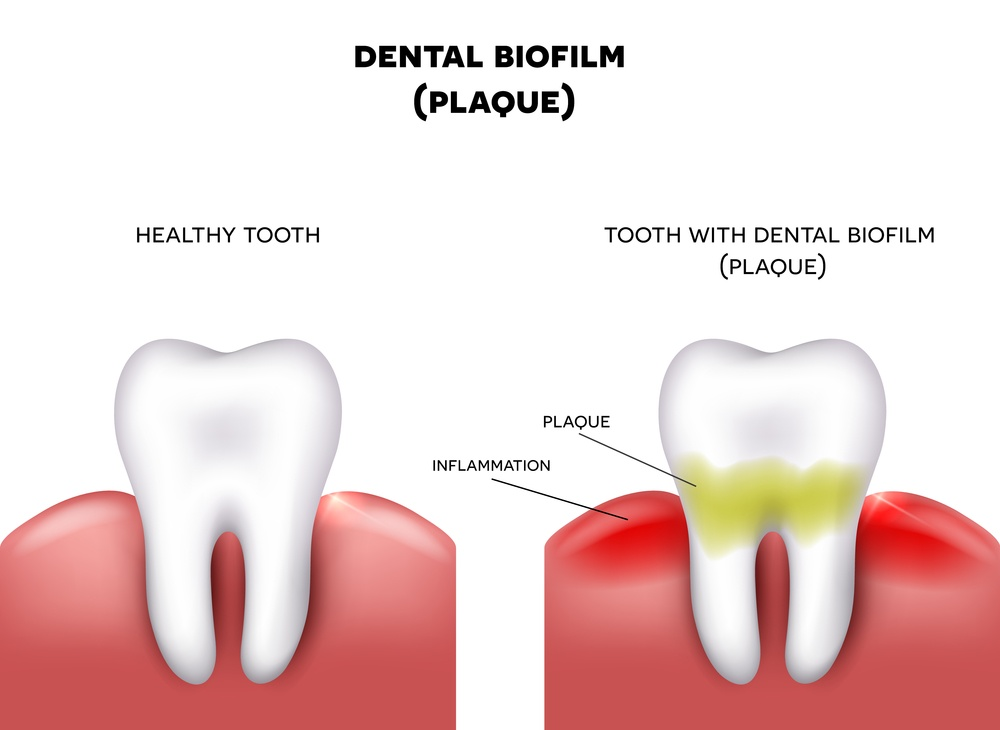 DENTAL BIOFILM
(PLAQUE)
HEALTHY TOOTH
TOOTH WITH DENTAL BIOFILM
(PLAQUE)
PLAQUE
INFLAMMATION